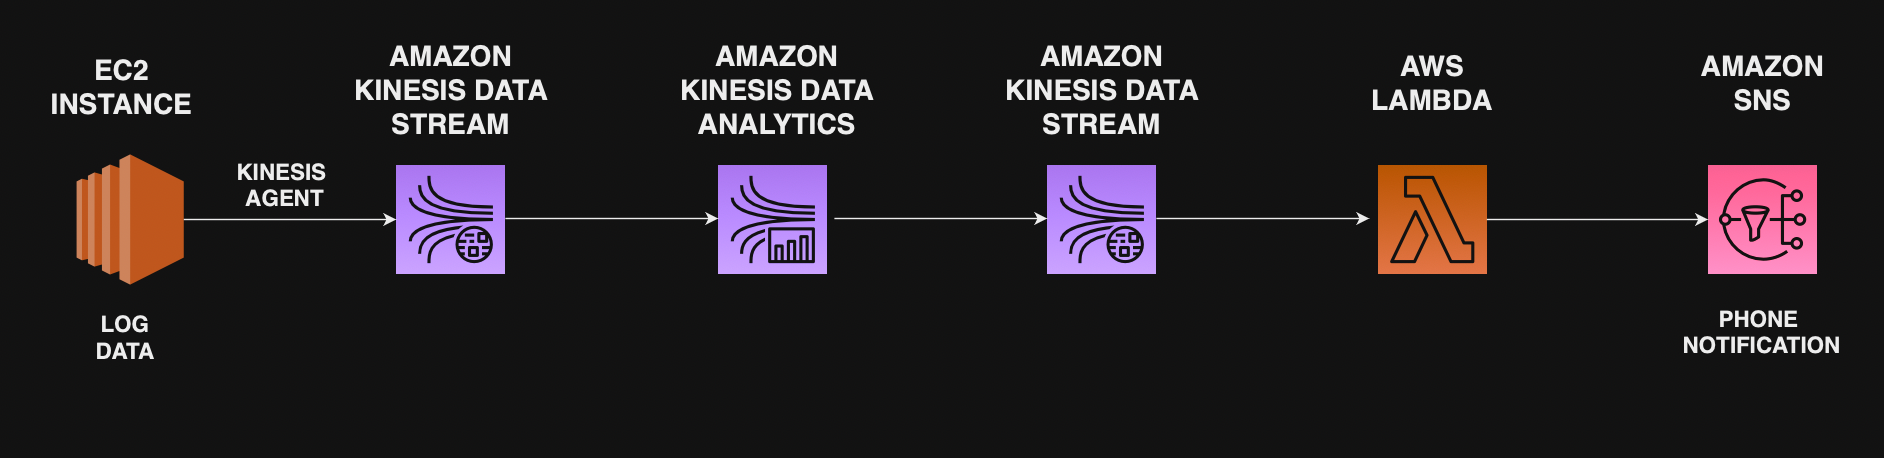 EC2
INSTANCE
AMAZON
KINESIS DATA
STREAM
AMAZON
KINESIS DATA
ANALYTICS
AMAZON
KINESIS DATA
STREAM
AWS
LAMBDA
AMAZON
SNS
KINESIS
AGENT
LOG
DATA
PHONE
NOTIFICATION